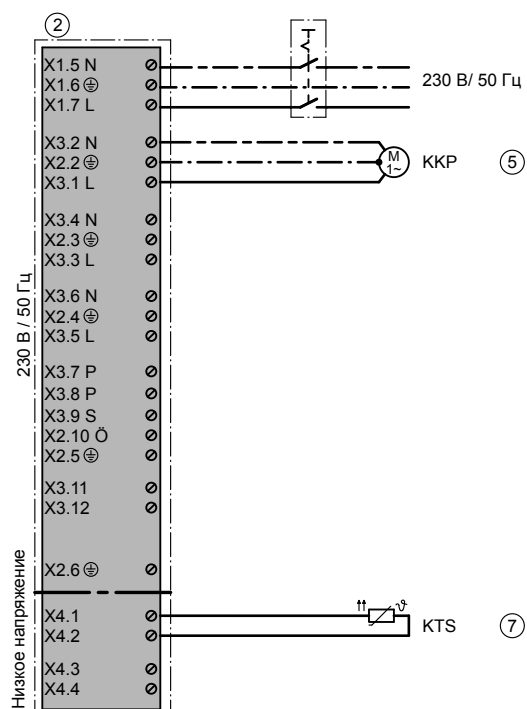 2
X1.5 N
X1.6
X1.7 L
230 В/ 50 Гц
X3.2 N
X2.2
X3.1 L
M
1~
KKP
5
X3.4 N
X2.3
X3.3 L
X3.6 N
X2.4
X3.5 L
X3.7 P
X3.8 P
X3.9 S
X2.10 Ö
X2.5
X3.11
X3.12
X2.6
230 В / 50 Гц
X4.1
X4.2
ϑ
KTS
7
X4.3
X4.4
Низкое напряжение